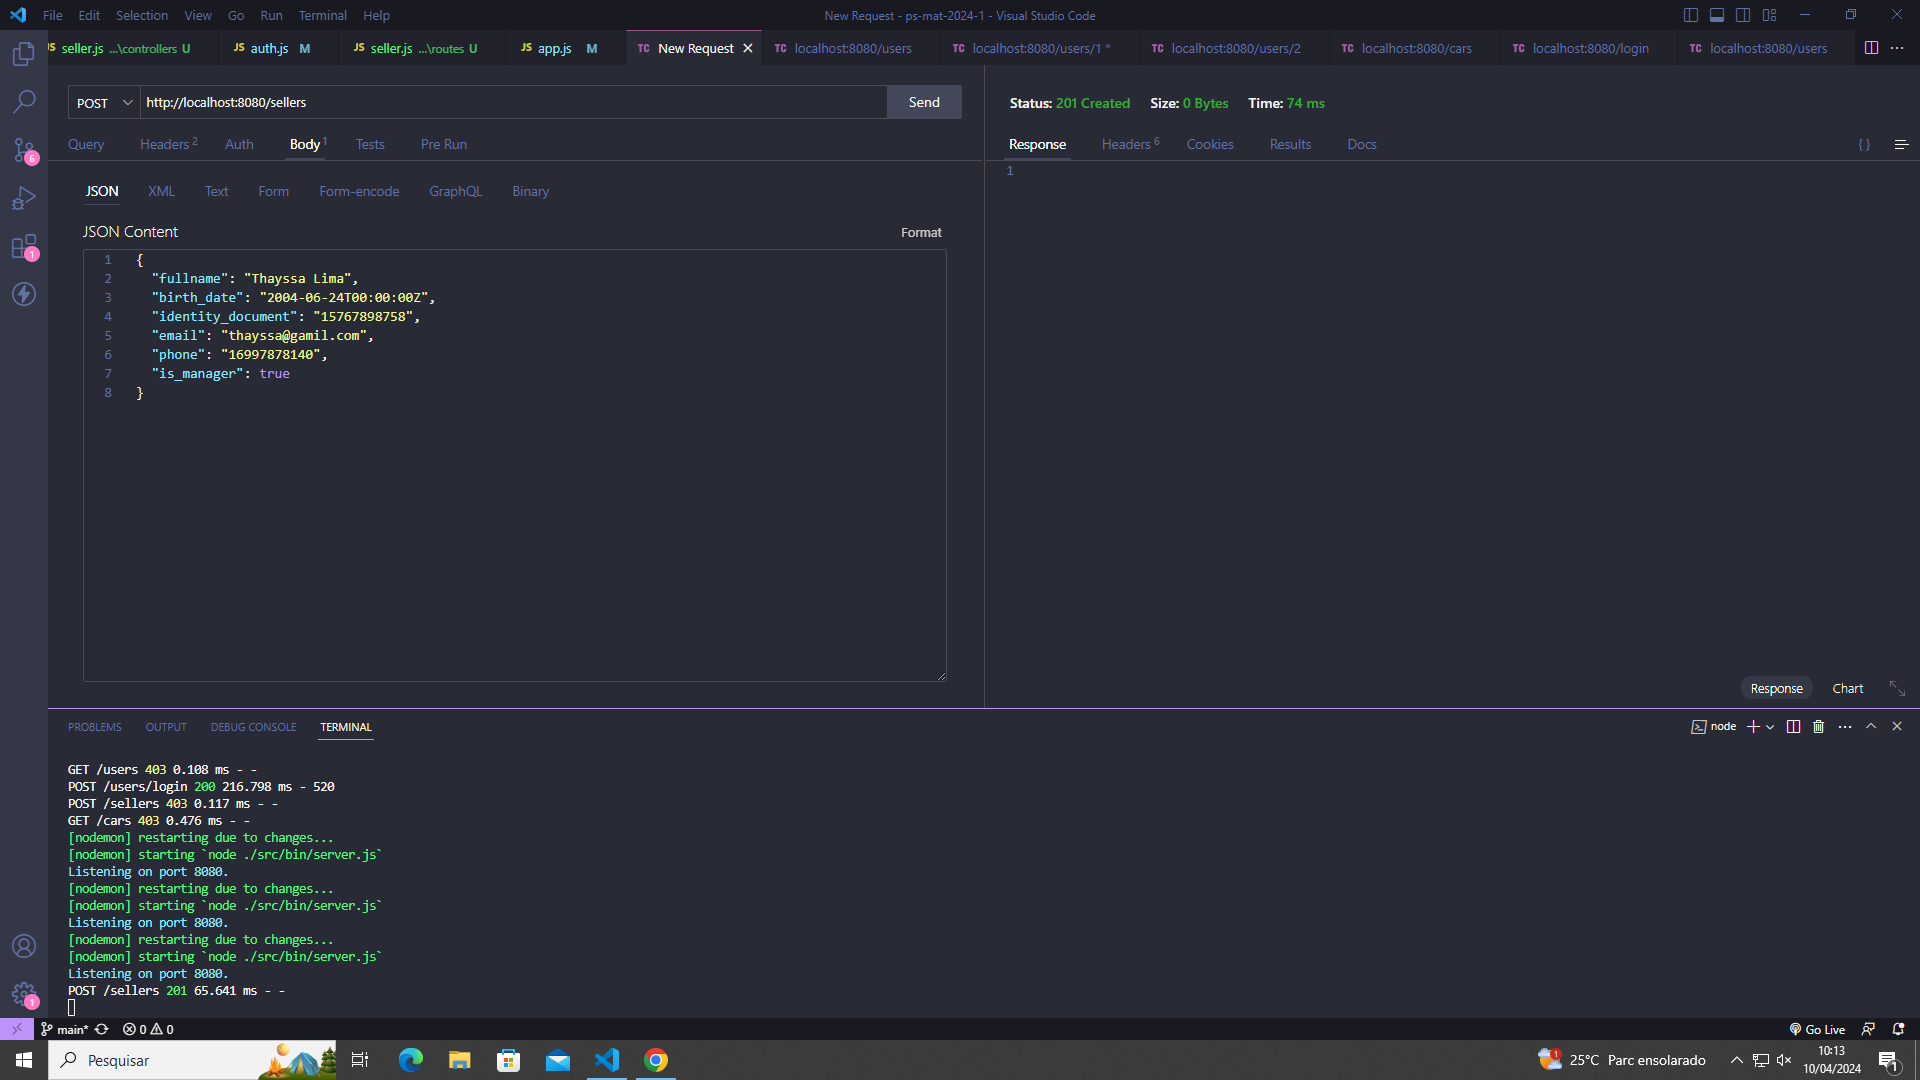 File Edit Selection View Go Run Terminal Help
New Request - ps-mat-2024-1 - Visual Studio Code
JS seller.js ...\controllers U
JS auth.js M
JS seller.js ...\routes U
JS app.js M
TC New Request
TC localhost:8080/users
TC localhost:8080/users/1 *
TC localhost:8080/users/2
TC localhost:8080/cars
TC localhost:8080/login
TC localhost:8080/users
POST http://localhost:8080/sellers Send
Query Headers 2 Auth Body 1 Tests Pre Run
JSON XML Text Form Form-encode GraphQL Binary
JSON Content Format
1 {
2 "fullname": "Thayssa Lima",
3 "birth_date": "2004-06-24T00:00:00Z",
4 "identity_document": "15767898758",
5 "email": "thayssa@gamil.com",
6 "phone": "16997878140",
7 "is_manager": true
8 }
Status: 201 Created Size: 0 Bytes Time: 74 ms
Response Headers 6 Cookies Results Docs { }
1
Response Chart
6
1
1
PROBLEMS OUTPUT DEBUG CONSOLE TERMINAL
node
GET /users 403 0.108 ms - -
POST /users/login 200 216.798 ms - 520
POST /sellers 403 0.117 ms - -
GET /cars 403 0.476 ms - -
[nodemon] restarting due to changes...
[nodemon] starting `node ./src/bin/server.js`
Listening on port 8080.
[nodemon] restarting due to changes...
[nodemon] starting `node ./src/bin/server.js`
Listening on port 8080.
[nodemon] restarting due to changes...
[nodemon] starting `node ./src/bin/server.js`
Listening on port 8080.
POST /sellers 201 65.641 ms - -
main* 0 0 Go Live
Pesquisar
1 25°C Parc ensolarado
10:13
10/04/2024
1